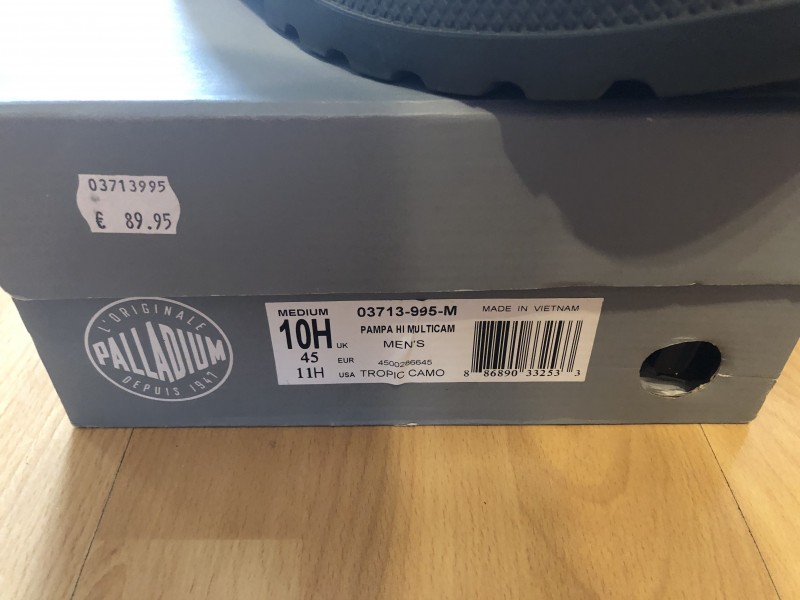 03713995
€ 89.95
L'ORIGINALE
PALLADIUM
DEPUIS 1947
MEDIUM 03713-995-M MADE IN VIETNAM
10H UK PAMPA HI MULTICAM
MEN'S
45 EUR 4500286645
11H USA TROPIC CAMO
8 86890 33253 3